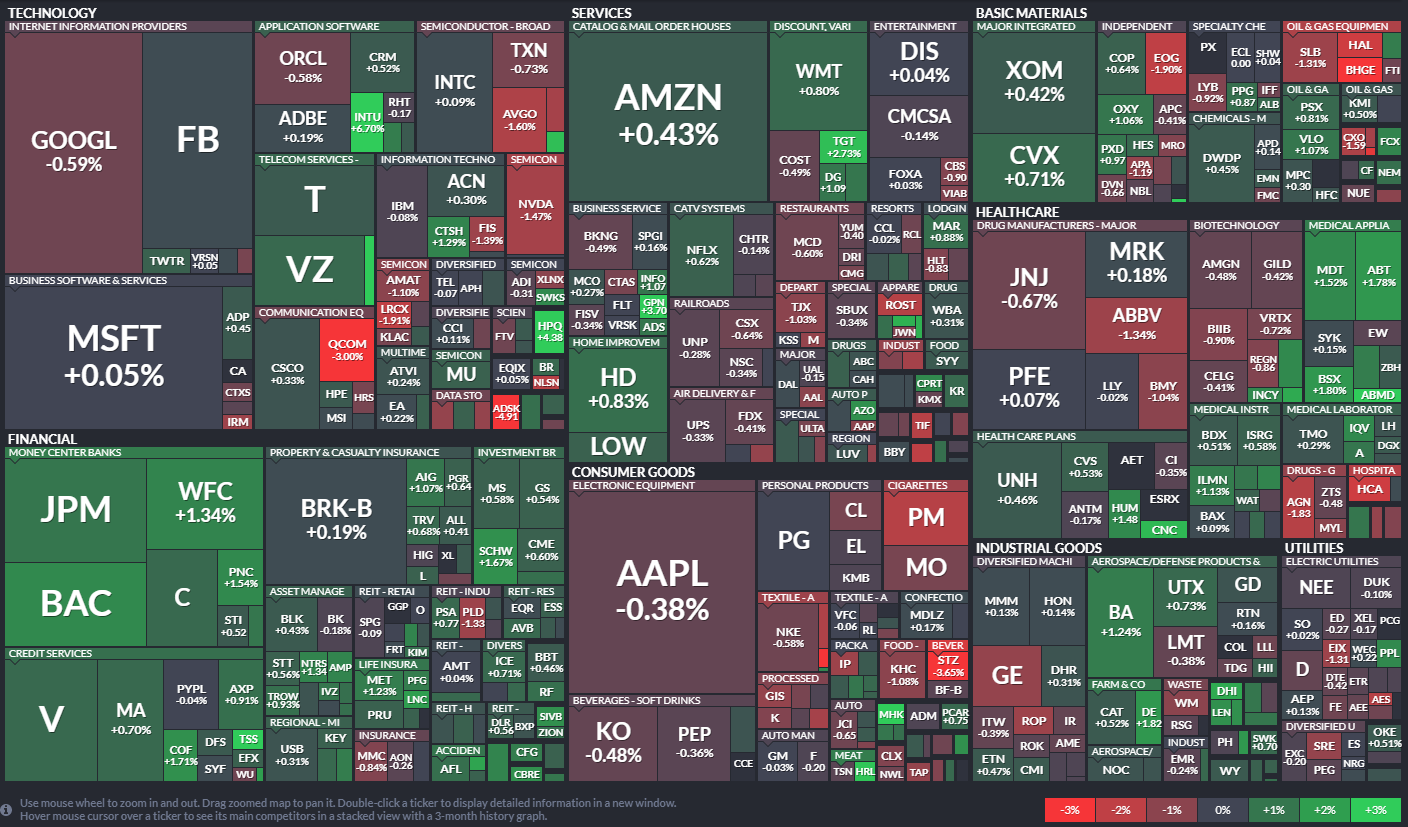 TECHNOLOGY
INTERNET INFORMATION PROVIDERS
GOOGL
-0.59%
FB
TWTR
VRSN
+0.05
BUSINESS SOFTWARE & SERVICES
MSFT
+0.05%
ADP
+0.45
CA
CTXS
IRM
APPLICATION SOFTWARE
ORCL
-0.58%
ADBE
+0.19%
CRM
+0.52%
INTU
+6.70%
RHT
-0.17
TELECOM SERVICES -
T
VZ
COMMUNICATION EQ
CSCO
+0.33%
QCOM
-3.00%
HPE
HRS
MSI
SEMICONDUCTOR - BROAD
INTC
+0.09%
TXN
-0.73%
AVGO
-1.60%
INFORMATION TECHNO
IBM
-0.08%
ACN
+0.30%
CTSH
+1.29%
FIS
-1.39%
SEMICON
NVDA
-1.47%
SEMICON
AMAT
-1.10%
LRCX
-1.91%
KLAC
DIVERSIFIED
TEL
-0.07
APH
SEMICON
ADI
-0.31
XLNX
SWKS
DIVERSIFIE
CCI
+0.11%
SCIEN
FTV
HPQ
+4.38
MULTIME
ATVI
+0.24%
EA
+0.22%
SEMICON
MU
EQIX
+0.05%
BR
NLSN
DATA STO
ADSK
-4.91
SERVICES
CATALOG & MAIL ORDER HOUSES
AMZN
+0.43%
DISCOUNT, VARI
WMT
+0.80%
COST
-0.49%
TGT
+2.73%
DG
+1.09
ENTERTAINMENT
DIS
+0.04%
CMCSA
-0.14%
FOXA
+0.03%
CBS
-0.90
VIAB
BUSINESS SERVICE
BKNG
-0.49%
SPGI
+0.16%
MCO
+0.27%
CTAS
INFO
+1.07
FISV
-0.34%
FLT
GPN
+3.70
VRSK
ADS
HOME IMPROVEM
HD
+0.83%
LOW
CATV SYSTEMS
NFLX
+0.62%
CHTR
-0.14%
RAILROADS
UNP
-0.28%
CSX
-0.64%
NSC
-0.34%
AIR DELIVERY & F
UPS
-0.33%
FDX
-0.41%
RESTAURANTS
MCD
-0.60%
YUM
-0.40
DRI
CMG
RESORTS
CCL
-0.02%
RCL
LODGIN
MAR
+0.88%
HLT
-0.83
DEPART
TJX
-1.03%
KSS
M
SPECIAL
SBUX
-0.34%
APPARE
ROST
JWN
DRUG
WBA
+0.31%
MAJOR
DAL
UAL
-0.15
AAL
DRUGS
ABC
CAH
INDUST
FOOD
SYY
SPECIAL
ULTA
AUTO P
AZO
AAP
CPRT
KMX
KR
REGION
LUV
TIF
BBY
BASIC MATERIALS
MAJOR INTEGRATED
XOM
+0.42%
CVX
+0.71%
INDEPENDENT
COP
+0.64%
EOG
-1.90%
OXY
+1.06%
APC
-0.41%
PXD
+0.97
HES
MRO
APA
-1.19
DVN
-0.66
NBL
SPECIALTY CHE
PX
ECL
0.00
SHW
+0.04
LYB
-0.92%
PPG
+0.87
IFF
ALB
CHEMICALS - M
DWDP
+0.45%
APD
+0.14
EMN
FMC
OIL & GAS EQUIPMEN
SLB
-1.31%
HAL
BHGE
FTI
OIL & GA
PSX
+0.81%
VLO
+1.07%
MPC
+0.30
HFC
OIL & GAS
KMI
+0.50%
CXO
-1.59
FCX
CF
NEM
NUE
HEALTHCARE
DRUG MANUFACTURERS - MAJOR
JNJ
-0.67%
PFE
+0.07%
MRK
+0.18%
ABBV
-1.34%
LLY
-0.02%
BMY
-1.04%
BIOTECHNOLOGY
AMGN
-0.48%
GILD
-0.42%
BIIB
-0.90%
VRTX
-0.72%
REGN
-0.86
CELG
-0.41%
INCY
MEDICAL APPLIA
MDT
+1.52%
ABT
+1.78%
SYK
+0.15%
EW
BSX
+1.80%
ZBH
ABMD
HEALTH CARE PLANS
UNH
+0.46%
CVS
+0.53%
AET
CI
-0.35%
ANTM
-0.17%
HUM
+1.48
ESRX
CNC
MEDICAL INSTR
BDX
+0.51%
ISRG
+0.58%
ILMN
+1.13%
WAT
BAX
+0.09%
MEDICAL LABORATOR
TMO
+0.29%
IQV
LH
A
DGX
DRUGS - G
AGN
-1.83
ZTS
-0.48
MYL
HOSPITA
HCA
FINANCIAL
MONEY CENTER BANKS
JPM
WFC
+1.34%
BAC
C
PNC
+1.54%
STI
+0.52
CREDIT SERVICES
V
MA
+0.70%
PYPL
-0.04%
AXP
+0.91%
COF
+1.71%
DFS
TSS
SYF
EFX
WU
PROPERTY & CASUALTY INSURANCE
BRK-B
+0.19%
AIG
+1.07%
PGR
+0.64
TRV
+0.68%
ALL
+0.41
HIG
XL
L
INVESTMENT BR
MS
+0.58%
GS
+0.54%
SCHW
+1.67%
CME
+0.60%
ASSET MANAGE
BLK
+0.43%
BK
-0.18%
STT
+0.56%
NTRS
+1.34
AMP
TROW
+0.93%
IVZ
REIT - RETAI
SPG
-0.09
GGP
O
FRT
KIM
REIT - INDU
PSA
+0.77
PLD
-1.33
REIT - RES
EQR
ESS
AVB
LIFE INSURA
MET
+1.23%
PFG
LNC
PRU
REIT -
AMT
+0.04%
DIVERS
ICE
+0.71%
BBT
+0.46%
RF
REGIONAL - MI
USB
+0.31%
KEY
INSURANCE
MMC
-0.84%
AON
-0.26
REIT - H
REIT -
DLR
+0.56
BXP
SIVB
ZION
ACCIDEN
AFL
CFG
CBRE
CONSUMER GOODS
ELECTRONIC EQUIPMENT
AAPL
-0.38%
BEVERAGES - SOFT DRINKS
KO
-0.48%
PEP
-0.36%
CCE
PERSONAL PRODUCTS
PG
CL
EL
KMB
CIGARETTES
PM
MO
TEXTILE - A
NKE
-0.58%
TEXTILE - A
VFC
-0.06
RL
CONFECTIO
MDLZ
+0.17%
PACKA
IP
FOOD -
KHC
-1.08%
BEVER
STZ
-3.65%
BF-B
PROCESSED
GIS
K
AUTO
JCI
-0.65
MHK
ADM
PCAR
+0.75
AUTO MAN
GM
-0.03%
F
-0.20
MEAT
TSN
HRL
CLX
NWL
TAP
INDUSTRIAL GOODS
DIVERSIFIED MACHI
MMM
+0.13%
HON
+0.14%
GE
DHR
+0.31%
ITW
-0.39%
ROP
IR
ROK
AME
ETN
+0.47%
CMI
AEROSPACE/DEFENSE PRODUCTS &
BA
+1.24%
UTX
+0.73%
GD
LMT
-0.38%
RTN
+0.16%
COL
LLL
TDG
HII
FARM & CO
CAT
+0.52%
DE
+1.82
WASTE
WM
RSG
DHI
LEN
AEROSPACE/
NOC
INDUST
EMR
-0.24%
PH
SWK
+0.70
WY
UTILITIES
ELECTRIC UTILITIES
NEE
DUK
-0.10%
SO
+0.02%
ED
-0.27
XEL
-0.17
PCG
D
EIX
-1.31
WEC
+0.22
PPL
DTE
-0.42
ETR
AEP
+0.13%
FE
AEE
AES
DIVERSIFIED U
EXC
-0.20
SRE
ES
OKE
+0.51%
PEG
NRG
Use mouse wheel to zoom in and out. Drag zoomed map to pan it. Double-click a ticker to display detailed information in a new window.
Hover mouse cursor over a ticker to see its main competitors in a stacked view with a 3-month history graph.
-3%
-2%
-1%
0%
+1%
+2%
+3%